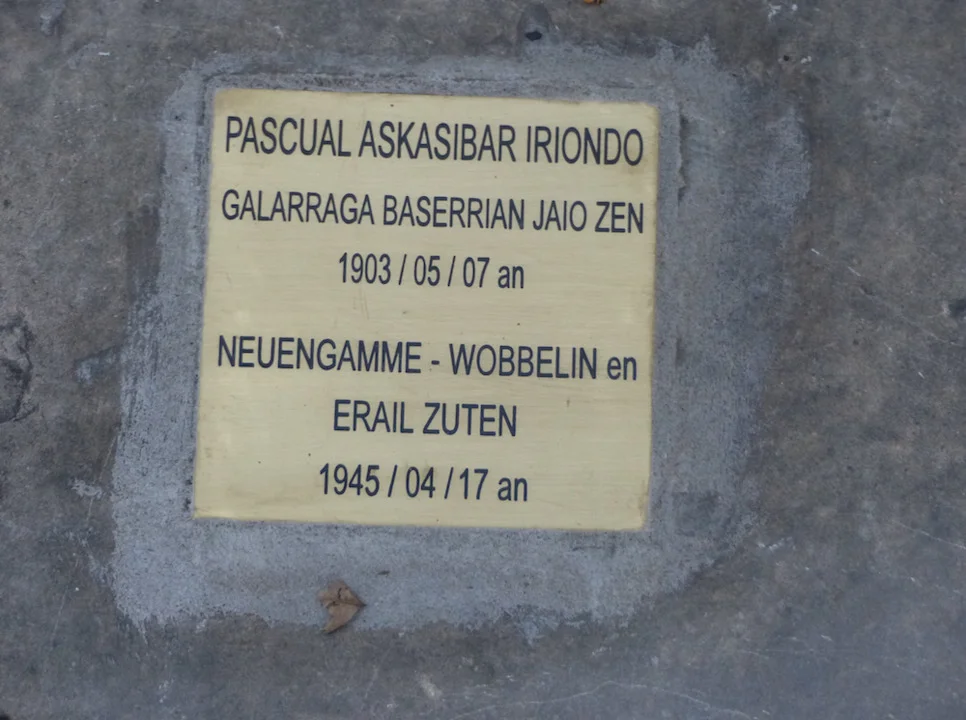 PASCUAL ASKASIBAR IRIONDO
GALARRAGA BASERRIAN JAIO ZEN
1903 / 05 / 07 an
NEUENGAMME - WOBBELIN en
ERAIL ZUTEN
1945 / 04 / 17 an